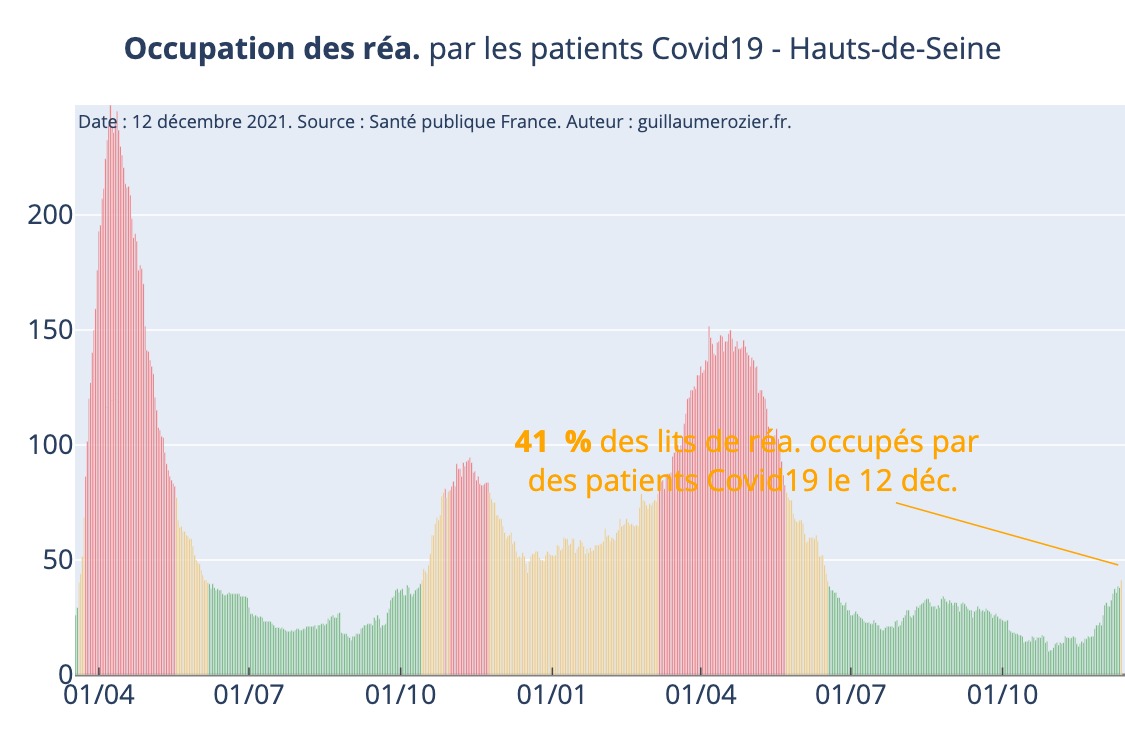 Occupation des réa. par les patients Covid19 - Hauts-de-Seine
Date : 12 décembre 2021. Source : Santé publique France. Auteur : guillaumerozier.fr.
200
150
100
50
0
41 % des lits de réa. occupés par
des patients Covid19 le 12 déc.
01/04 01/07 01/10 01/01 01/04 01/07 01/10